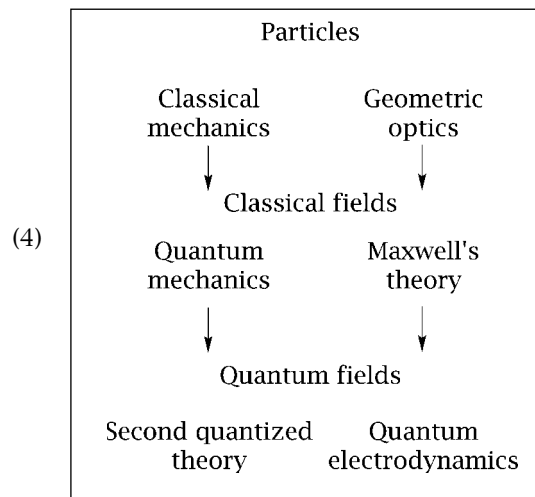 Particles
Classical Geometric
mechanics optics
Classical fields
(4)
Quantum Maxwell's
mechanics theory
Quantum fields
Second quantized Quantum
theory electrodynamics